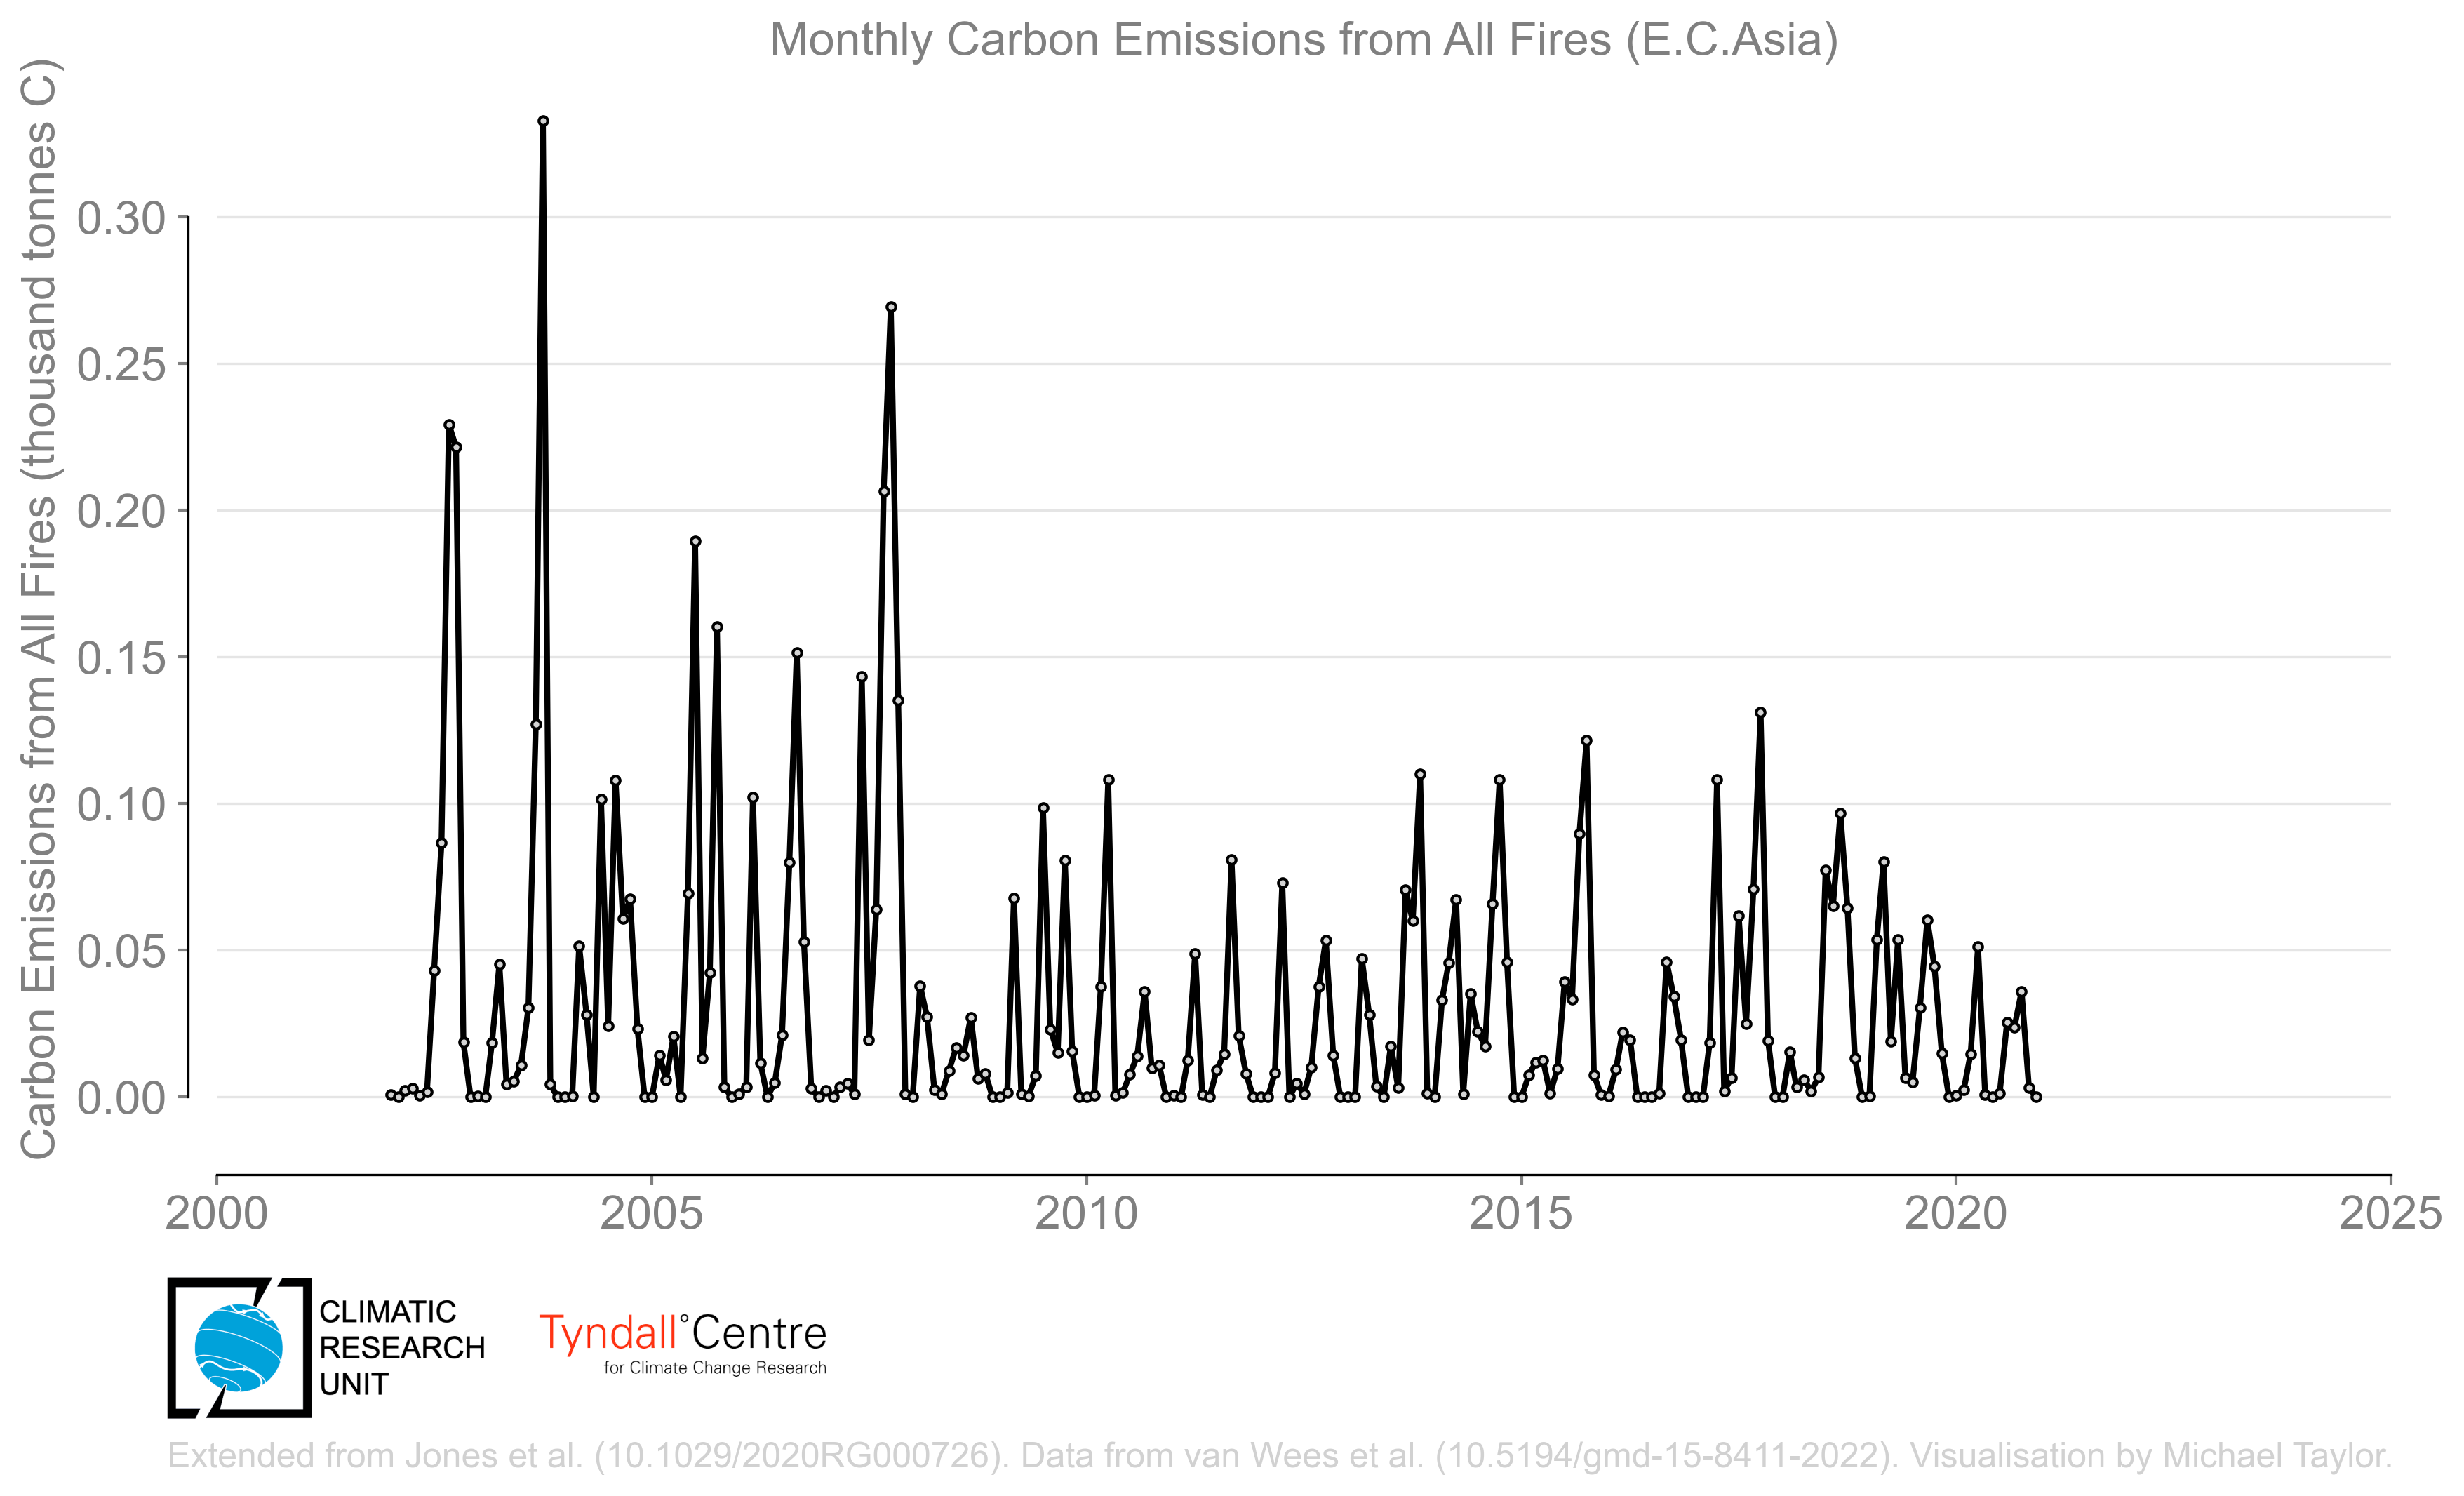 Monthly Carbon Emissions from All Fires (E.C.Asia)
Carbon Emissions from All Fires (thousand tonnes C)
0.30
0.25
0.20
0.15
0.10
0.05
0.00
2000
2005
2010
2015
2020
2025
CLIMATIC
RESEARCH
UNIT
Tyndall°Centre
for Climate Change Research
Extended from Jones et al. (10.1029/2020RG000726). Data from van Wees et al. (10.5194/gmd-15-8411-2022). Visualisation by Michael Taylor.